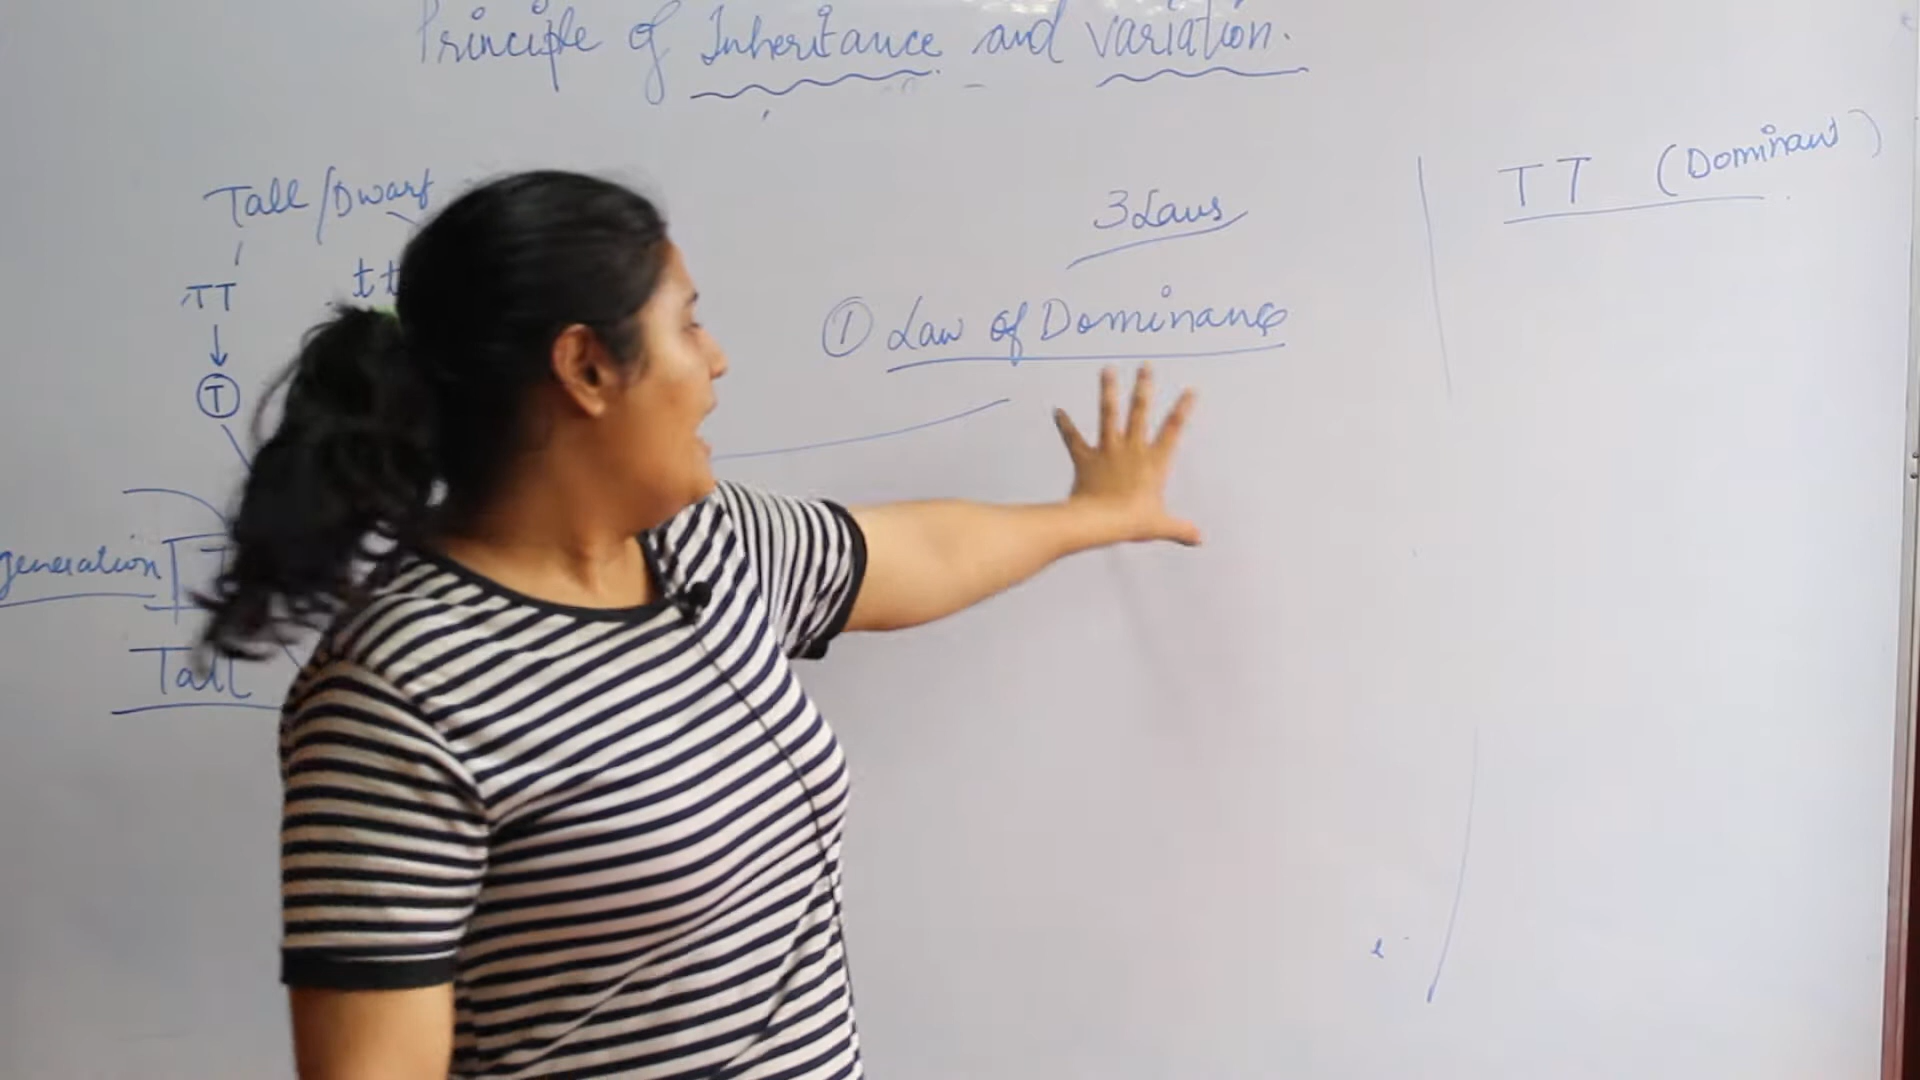 Principle of Inheritance and variation.
Tall/Dwarf
TT
tt
T
generation
T
Tall
3 Laws
① Law of Dominance
TT (Dominant)